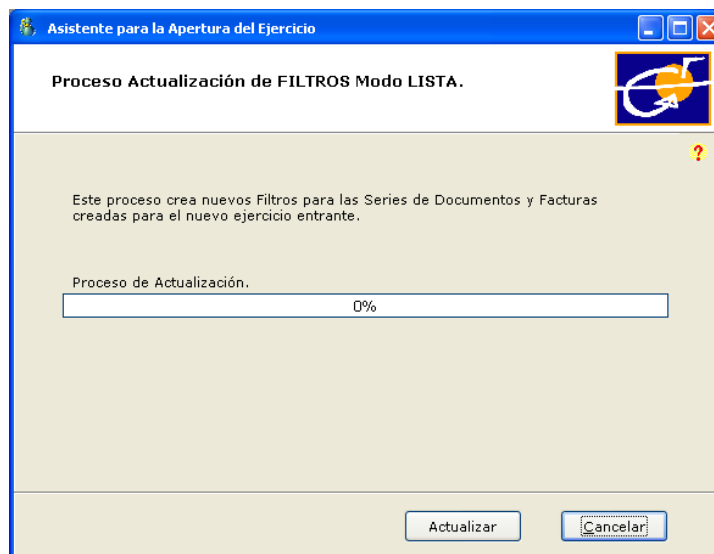 Asistente para la Apertura del Ejercicio
Proceso Actualización de FILTROS Modo LISTA.
?
Este proceso crea nuevos Filtros para las Series de Documentos y Facturas
creadas para el nuevo ejercicio entrante.
Proceso de Actualización.
0%
Actualizar
Cancelar